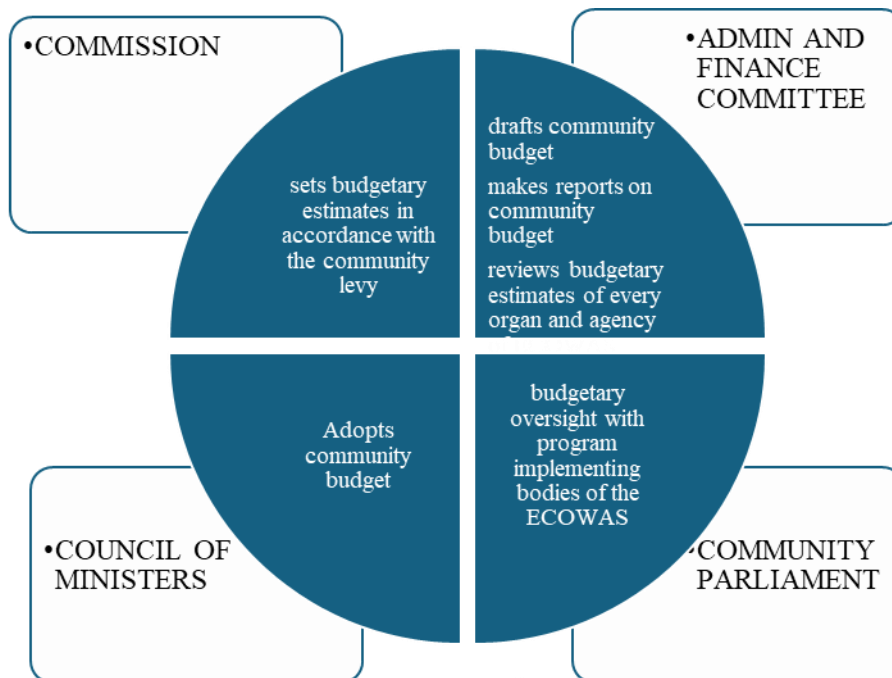 •COMMISSION
sets budgetary
estimates in
accordance with
the community
levy
•ADMIN AND
FINANCE
COMMITTEE
drafts community
budget
makes reports on
community
budget
reviews budgetary
estimates of every
organ and agency
Adopts
community
budget
•COUNCIL OF
MINISTERS
budgetary
oversight with
program
implementing
bodies of the
ECOWAS
•COMMUNITY
PARLIAMENT